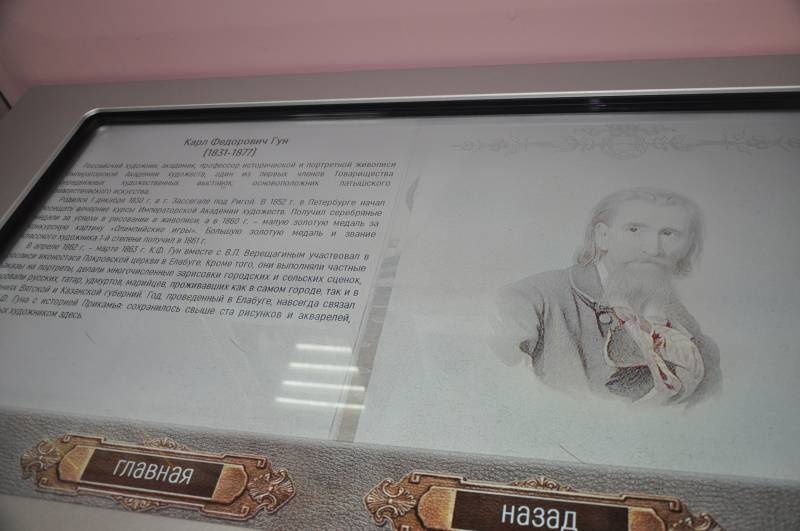 Карл Федорович Гун
(1831-1877)
Российский художник, академик, профессор исторической и портретной живописи
Императорской Академии художеств, один из первых членов Товарищества
передвижных художественных выставок, основоположник латышского
реалистического искусства.
Родился 1 декабря 1830 г. в г. Зассегале под Ригой. В 1852 г. в Петербурге начал
посещать вечерние курсы Императорской Академии художеств. Получил серебряные
медали за успехи в рисовании и живописи, а в 1860 г. – малую золотую медаль за
конкурсную картину «Олимпийские игры». Большую золотую медаль и звание
классного художника 1-й степени получил в 1861 г.
В апреле 1862 – марте 1863 г. К.Ф. Гун вместе с В.П. Верещагиным участвовал в
росписи иконостаса Покровской церкви в Елабуге. Кроме того, они выполняли частные
заказы на портреты, делали многочисленные зарисовки городских и сельских сценок,
русских, татар, удмуртов, марийцев, проживавших как в самом городе, так и в
Вятской и Казанской губерний. Год, проведенный в Елабуге, навсегда связал
Гуна с историей Прикамья: сохранилось свыше ста рисунков и акварелей,
художником здесь.
главная
назад